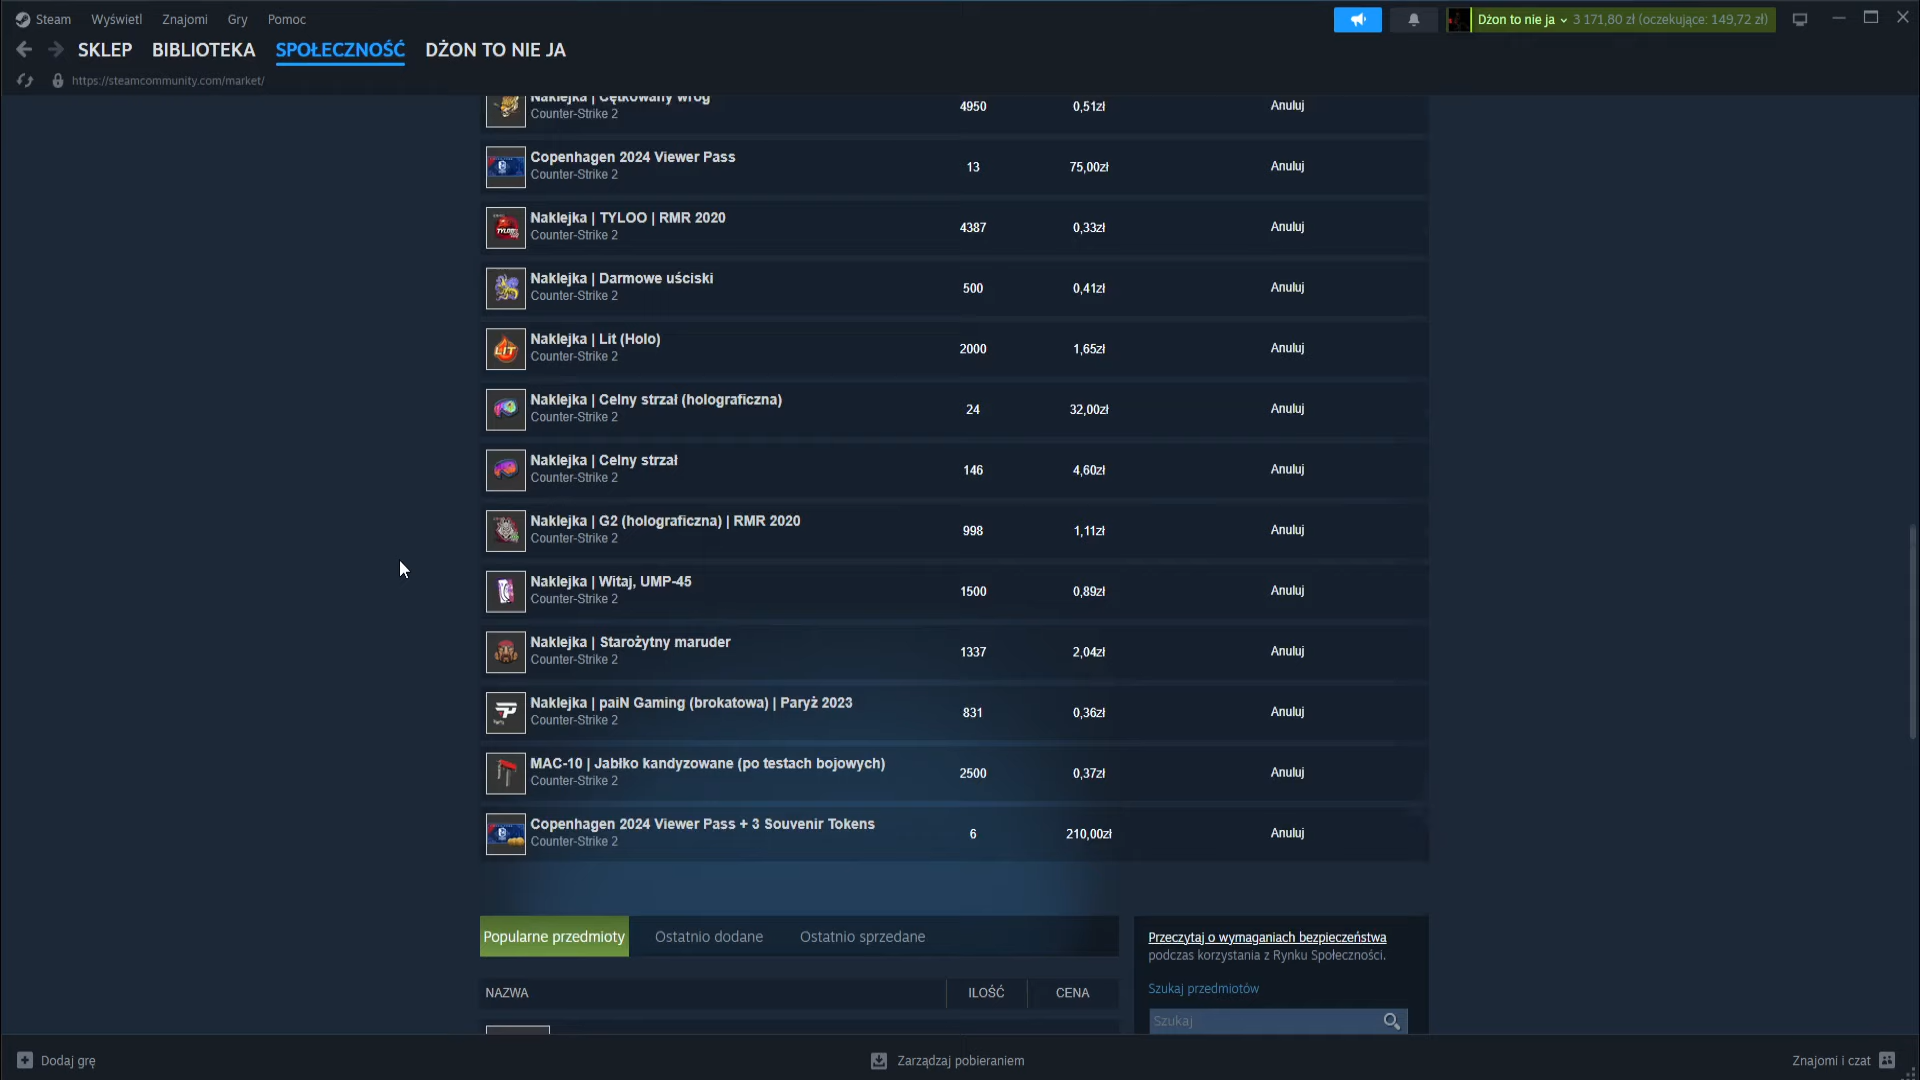 Steam Wyświetl Znajomi Gry Pomoc
Dżon to nie ja 3 171,80 zł (oczekujące: 149,72 zł)
SKLEP BIBLIOTEKA SPOŁECZNOŚĆ DŻON TO NIE JA
https://steamcommunity.com/market/
Naklejka | Cętkowany wróg
4950 0,51zł Anuluj
Counter-Strike 2
Copenhagen 2024 Viewer Pass
13 75,00zł Anuluj
Counter-Strike 2
Naklejka | TYLOO | RMR 2020
4387 0,33zł Anuluj
Counter-Strike 2
Naklejka | Darmowe uściski
500 0,41zł Anuluj
Counter-Strike 2
Naklejka | Lit (Holo)
2000 1,65zł Anuluj
Counter-Strike 2
Naklejka | Celny strzał (holograficzna)
24 32,00zł Anuluj
Counter-Strike 2
Naklejka | Celny strzał
146 4,60zł Anuluj
Counter-Strike 2
Naklejka | G2 (holograficzna) | RMR 2020
998 1,11zł Anuluj
Counter-Strike 2
Naklejka | Witaj, UMP-45
1500 0,89zł Anuluj
Counter-Strike 2
Naklejka | Starożytny maruder
1337 2,04zł Anuluj
Counter-Strike 2
Naklejka | paiN Gaming (brokatowa) | Paryż 2023
831 0,36zł Anuluj
Counter-Strike 2
MAC-10 | Jabłko kandyzowane (po testach bojowych)
2500 0,37zł Anuluj
Counter-Strike 2
Copenhagen 2024 Viewer Pass + 3 Souvenir Tokens
6 210,00zł Anuluj
Counter-Strike 2
Popularne przedmioty Ostatnio dodane Ostatnio sprzedane
Przeczytaj o wymaganiach bezpieczeństwa
podczas korzystania z Rynku Społeczności.
NAZWA ILOŚĆ CENA
Szukaj przedmiotów
Szukaj
Dodaj grę Zarządzaj pobieraniem Znajomi i czat